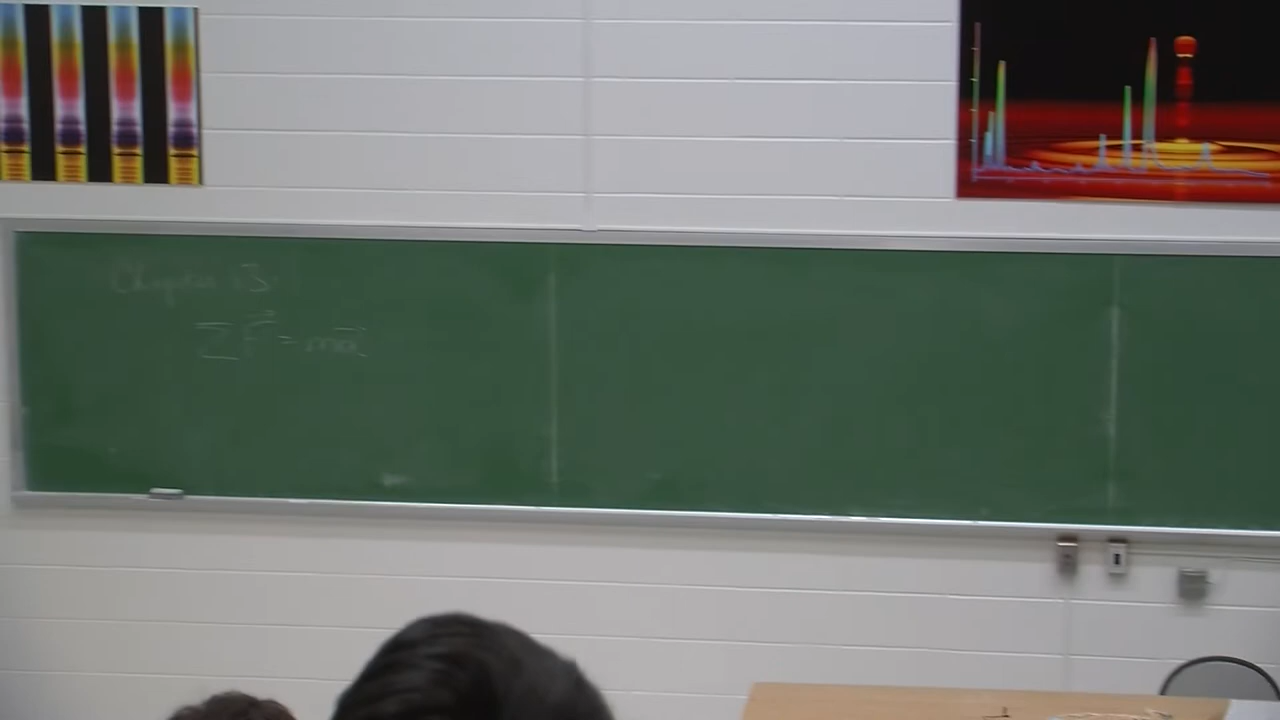 Chapter 13:
ΣF⃗ = ma⃗